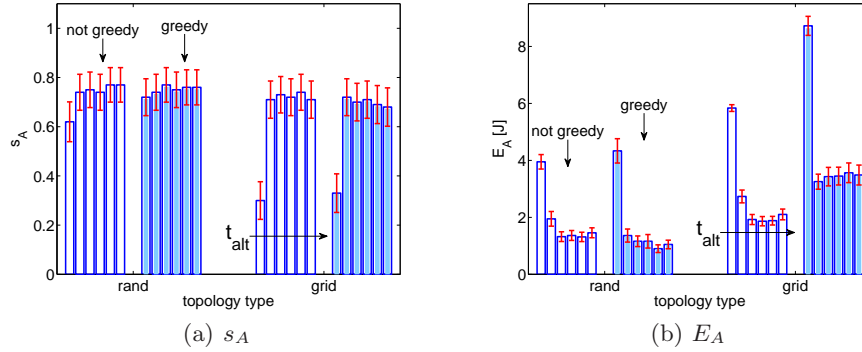 1
0.8
0.6
0.4
0.2
0
s_A
not greedy
greedy
t_alt
rand
grid
topology type
(a) s_A
8
6
4
2
0
E_A [J]
not greedy
greedy
t_alt
rand
grid
topology type
(b) E_A